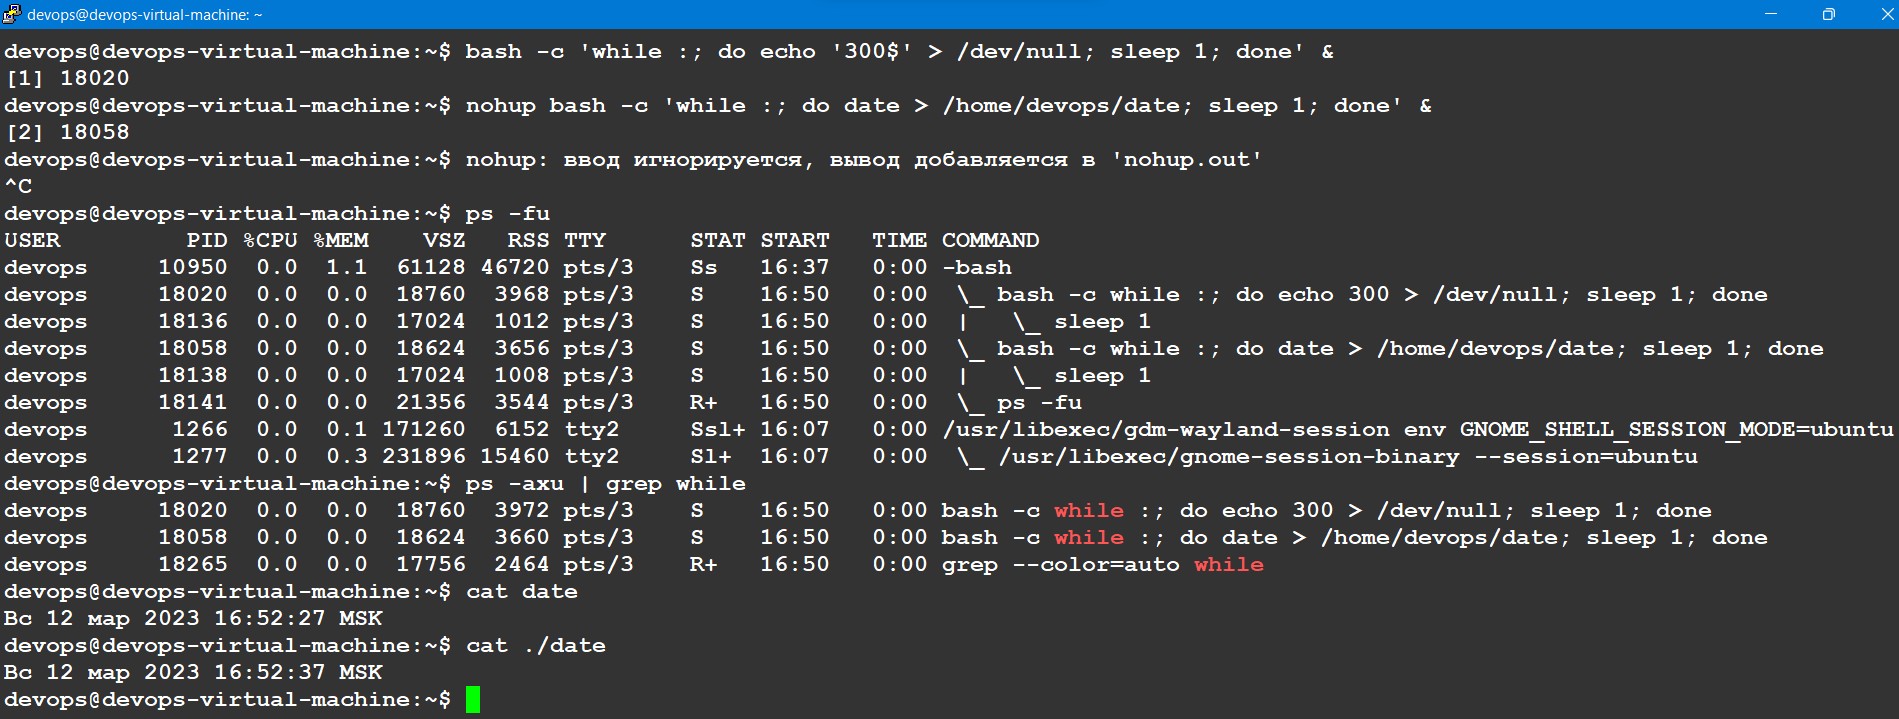 devops@devops-virtual-machine: ~
devops@devops-virtual-machine:~$ bash -c 'while :; do echo '300$' > /dev/null; sleep 1; done' &
[1] 18020
devops@devops-virtual-machine:~$ nohup bash -c 'while :; do date > /home/devops/date; sleep 1; done' &
[2] 18058
devops@devops-virtual-machine:~$ nohup: ввод игнорируется, вывод добавляется в 'nohup.out'
^C
devops@devops-virtual-machine:~$ ps -fu
USER         PID %CPU %MEM    VSZ   RSS TTY      STAT START   TIME COMMAND
devops     10950  0.0  1.1  61128 46720 pts/3    Ss   16:37   0:00 -bash
devops     18020  0.0  0.0  18760  3968 pts/3    S    16:50   0:00  \_ bash -c while :; do echo 300 > /dev/null; sleep 1; done
devops     18136  0.0  0.0  17024  1012 pts/3    S    16:50   0:00  |   \_ sleep 1
devops     18058  0.0  0.0  18624  3656 pts/3    S    16:50   0:00  \_ bash -c while :; do date > /home/devops/date; sleep 1; done
devops     18138  0.0  0.0  17024  1008 pts/3    S    16:50   0:00  |   \_ sleep 1
devops     18141  0.0  0.0  21356  3544 pts/3    R+   16:50   0:00  \_ ps -fu
devops      1266  0.0  0.1 171260  6152 tty2     Ssl+ 16:07   0:00 /usr/libexec/gdm-wayland-session env GNOME_SHELL_SESSION_MODE=ubuntu
devops      1277  0.0  0.3 231896 15460 tty2     Sl+  16:07   0:00  \_ /usr/libexec/gnome-session-binary --session=ubuntu
devops@devops-virtual-machine:~$ ps -axu | grep while
devops     18020  0.0  0.0  18760  3972 pts/3    S    16:50   0:00 bash -c while :; do echo 300 > /dev/null; sleep 1; done
devops     18058  0.0  0.0  18624  3660 pts/3    S    16:50   0:00 bash -c while :; do date > /home/devops/date; sleep 1; done
devops     18265  0.0  0.0  17756  2464 pts/3    R+   16:50   0:00 grep --color=auto while
devops@devops-virtual-machine:~$ cat date
Вс 12 мар 2023 16:52:27 MSK
devops@devops-virtual-machine:~$ cat ./date
Вс 12 мар 2023 16:52:37 MSK
devops@devops-virtual-machine:~$